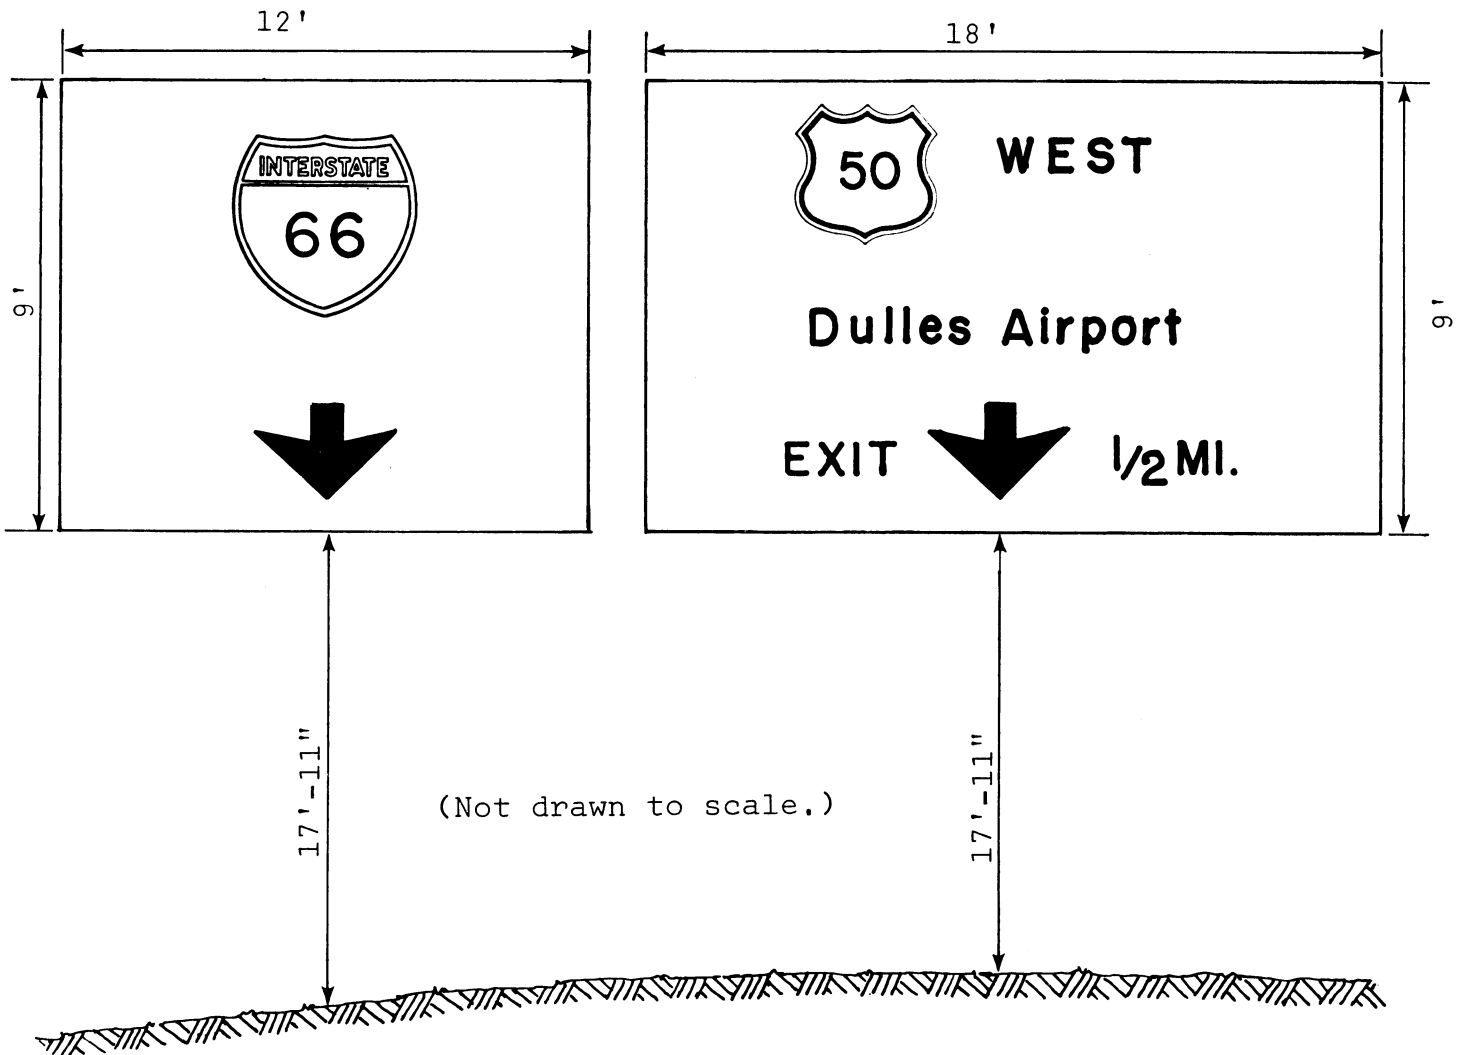 12'
18'
INTERSTATE
66
50 WEST
Dulles Airport
EXIT 1/2 MI.
9'
9'
17'-11"
17'-11"
(Not drawn to scale.)